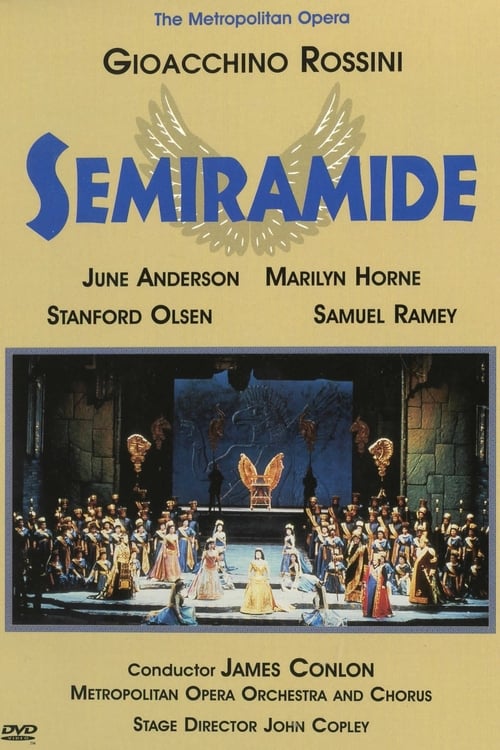 The Metropolitan Opera
GIOACCHINO ROSSINI
SEMIRAMIDE
JUNE ANDERSON MARILYN HORNE
STANFORD OLSEN SAMUEL RAMEY
CONDUCTOR JAMES CONLON
METROPOLITAN OPERA ORCHESTRA AND CHORUS
STAGE DIRECTOR JOHN COPLEY
DVD
VIDEO